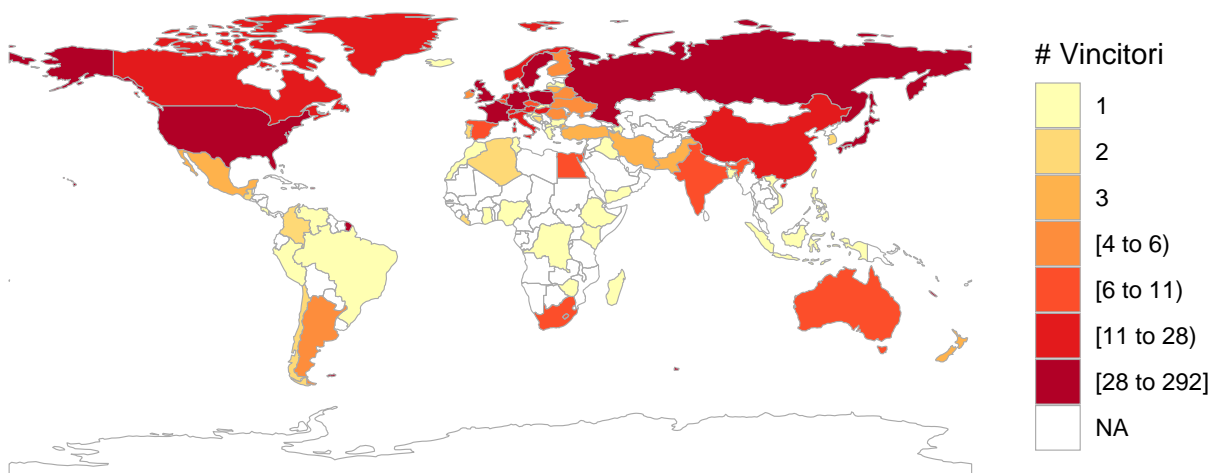 # Vincitori
1
2
3
[4 to 6)
[6 to 11)
[11 to 28)
[28 to 292]
NA